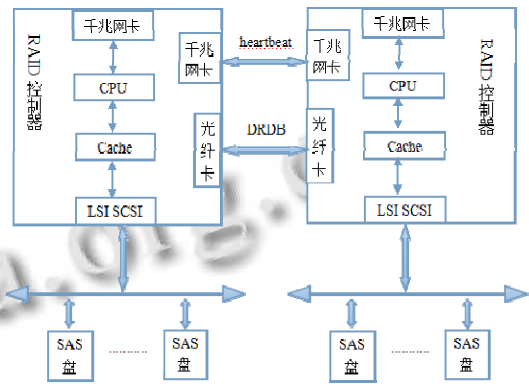 千兆网卡
千兆网卡
RAID 控制器
千兆
网卡
heartbeat
千兆
网卡
RAID 控制器
CPU
CPU
光纤卡
DRDB
光纤卡
Cache
Cache
LSI SCSI
LSI SCSI
SAS
盘
............
SAS
盘
SAS
盘
............
SAS
盘